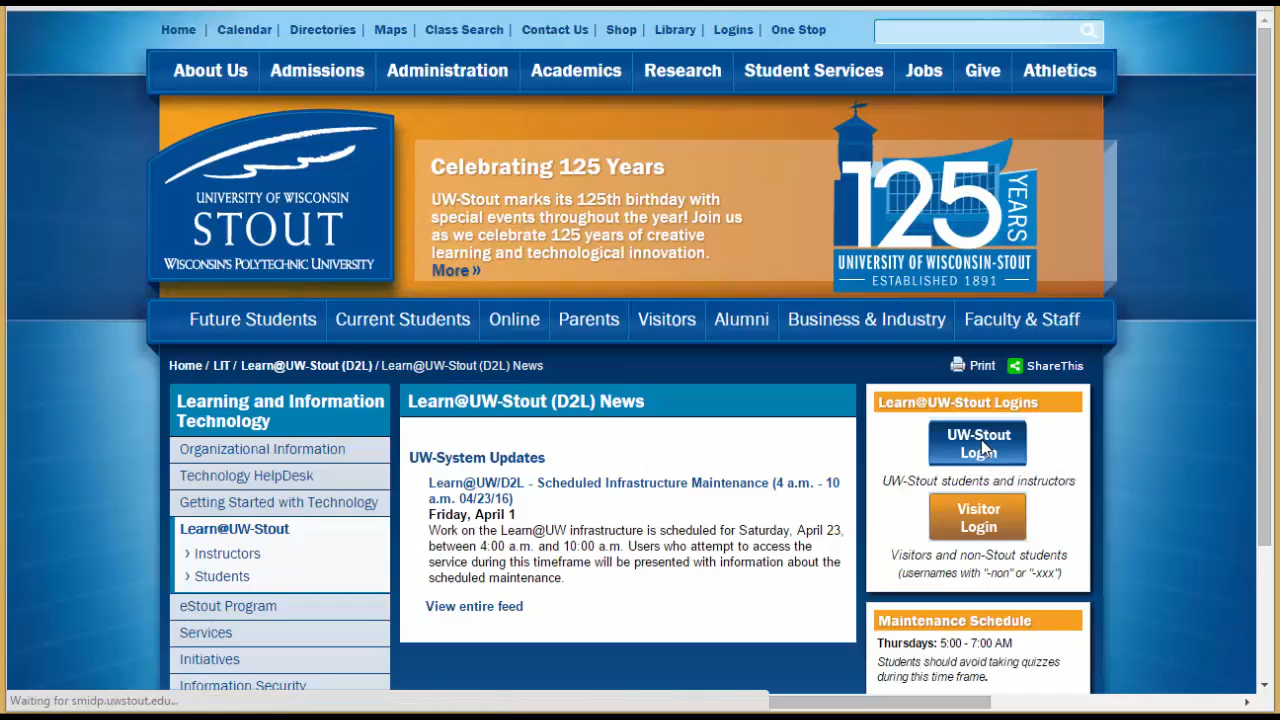 Home | Calendar | Directories | Maps | Class Search | Contact Us | Shop | Library | Logins | One Stop
About Us Admissions Administration Academics Research Student Services Jobs Give Athletics
UNIVERSITY OF WISCONSIN
STOUT
WISCONSIN'S POLYTECHNIC UNIVERSITY
Celebrating 125 Years
UW-Stout marks its 125th birthday with
special events throughout the year! Join us
as we celebrate 125 years of creative
learning and technological innovation.
More »
125 YEARS
UNIVERSITY OF WISCONSIN-STOUT
ESTABLISHED 1891
Future Students Current Students Online Parents Visitors Alumni Business & Industry Faculty & Staff
Home / LIT / Learn@UW-Stout (D2L) / Learn@UW-Stout (D2L) News
Print ShareThis
Learning and Information
Technology
Organizational Information
Technology HelpDesk
Getting Started with Technology
Learn@UW-Stout
› Instructors
› Students
eStout Program
Services
Initiatives
Information Security
Learn@UW-Stout (D2L) News
UW-System Updates
Learn@UW/D2L - Scheduled Infrastructure Maintenance (4 a.m. - 10
a.m. 04/23/16)
Friday, April 1
Work on the Learn@UW infrastructure is scheduled for Saturday, April 23,
between 4:00 a.m. and 10:00 a.m. Users who attempt to access the
service during this timeframe will be presented with information about the
scheduled maintenance.
View entire feed
Learn@UW-Stout Logins
UW-Stout
Login
UW-Stout students and instructors
Visitor
Login
Visitors and non-Stout students
(usernames with "-non" or "-xxx")
Maintenance Schedule
Thursdays: 5:00 - 7:00 AM
Students should avoid taking quizzes
during this time frame.
Waiting for smidp.uwstout.edu...